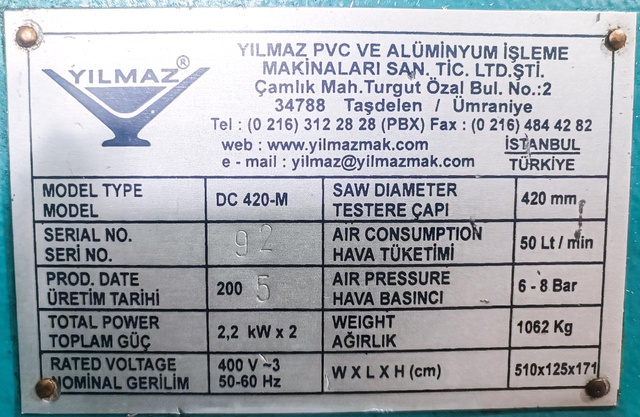 YILMAZ®
YILMAZ PVC VE ALÜMİNYUM İŞLEME
MAKİNALARI SAN. TİC. LTD.ŞTİ.
Çamlık Mah.Turgut Özal Bul. No.:2
34788 Taşdelen / Ümraniye
Tel : (0 216) 312 28 28 (PBX) Fax : (0 216) 484 42 82
web : www.yilmazmak.com
e - mail : yilmaz@yilmazmak.com
İSTANBUL
TÜRKİYE
MODEL TYPE
MODEL
DC 420-M
SAW DIAMETER
TESTERE ÇAPI
420 mm
SERIAL NO.
SERİ NO.
92
AIR CONSUMPTION
HAVA TÜKETİMİ
50 Lt / min
PROD. DATE
ÜRETİM TARİHİ
200 5
AIR PRESSURE
HAVA BASINCI
6 - 8 Bar
TOTAL POWER
TOPLAM GÜÇ
2,2 kW x 2
WEIGHT
AĞIRLIK
1062 Kg
RATED VOLTAGE
NOMİNAL GERİLİM
400 V ~3
50-60 Hz
W X L X H (cm)
510x125x171